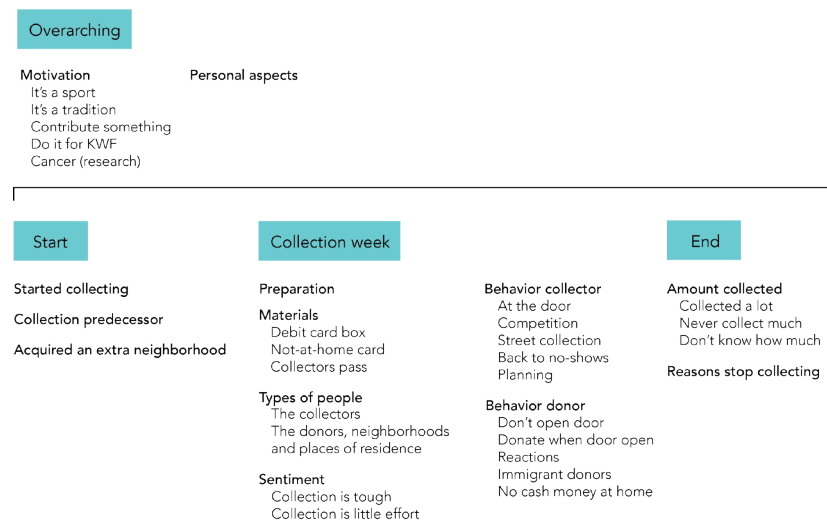 Overarching
Motivation
It's a sport
It's a tradition
Contribute something
Do it for KWF
Cancer (research)
Personal aspects
Start
Started collecting
Collection predecessor
Acquired an extra neighborhood
Collection week
Preparation
Materials
Debit card box
Not-at-home card
Collectors pass
Types of people
The collectors
The donors, neighborhoods
and places of residence
Sentiment
Collection is tough
Collection is little effort
Behavior collector
At the door
Competition
Street collection
Back to no-shows
Planning
Behavior donor
Don't open door
Donate when door open
Reactions
Immigrant donors
No cash money at home
End
Amount collected
Collected a lot
Never collect much
Don't know how much
Reasons stop collecting